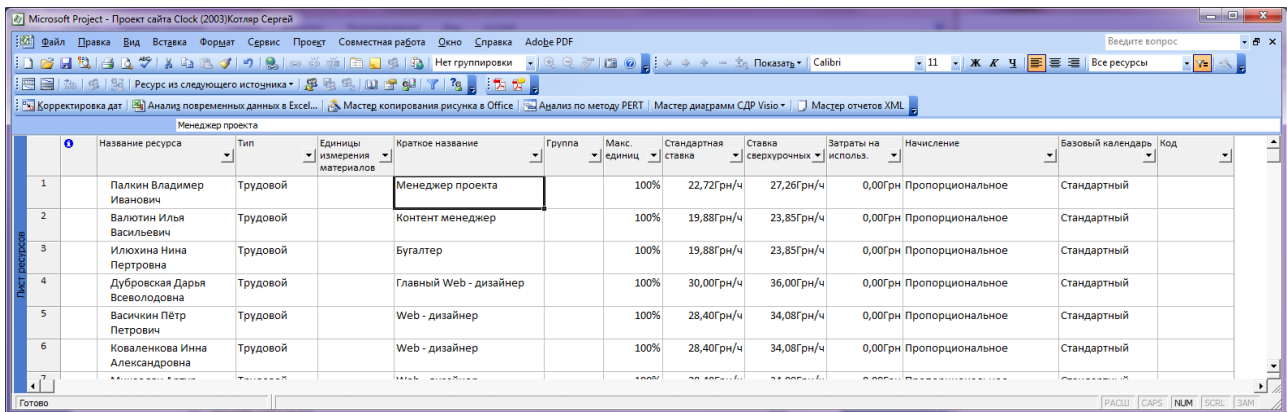 Microsoft Project - Проект сайта Clock (2003)Котляр Сергей
Файл Правка Вид Вставка Формат Сервис Проект Совместная работа Окно Справка Adobe PDF Введите вопрос
Нет группировки Показать Calibri 11 Ж К Ч Все ресурсы
Ресурс из следующего источника
Корректировка дат Анализ повременных данных в Excel... Мастер копирования рисунка в Office Анализ по методу PERT Мастер диаграмм СДР Visio Мастер отчетов XML
Менеджер проекта
Название ресурса Тип Единицы измерения материалов Краткое название Группа Макс. единиц Стандартная ставка Ставка сверхурочных Затраты на использ. Начисление Базовый календарь Код
Лист ресурсов
1 Палкин Владимир Трудовой Менеджер проекта 100% 22,72Грн/ч 27,26Грн/ч 0,00Грн Пропорциональное Стандартный
Иванович
2 Валютин Илья Трудовой Контент менеджер 100% 19,88Грн/ч 23,85Грн/ч 0,00Грн Пропорциональное Стандартный
Васильевич
3 Илюхина Нина Трудовой Бугалтер 100% 19,88Грн/ч 23,85Грн/ч 0,00Грн Пропорциональное Стандартный
Пертровна
4 Дубровская Дарья Трудовой Главный Web - дизайнер 100% 30,00Грн/ч 36,00Грн/ч 0,00Грн Пропорциональное Стандартный
Всеволодовна
5 Васичкин Пётр Трудовой Web - дизайнер 100% 28,40Грн/ч 34,08Грн/ч 0,00Грн Пропорциональное Стандартный
Петрович
6 Коваленкова Инна Трудовой Web - дизайнер 100% 28,40Грн/ч 34,08Грн/ч 0,00Грн Пропорциональное Стандартный
Александровна
Готово РАСШ CAPS NUM SCRL ЗАМ